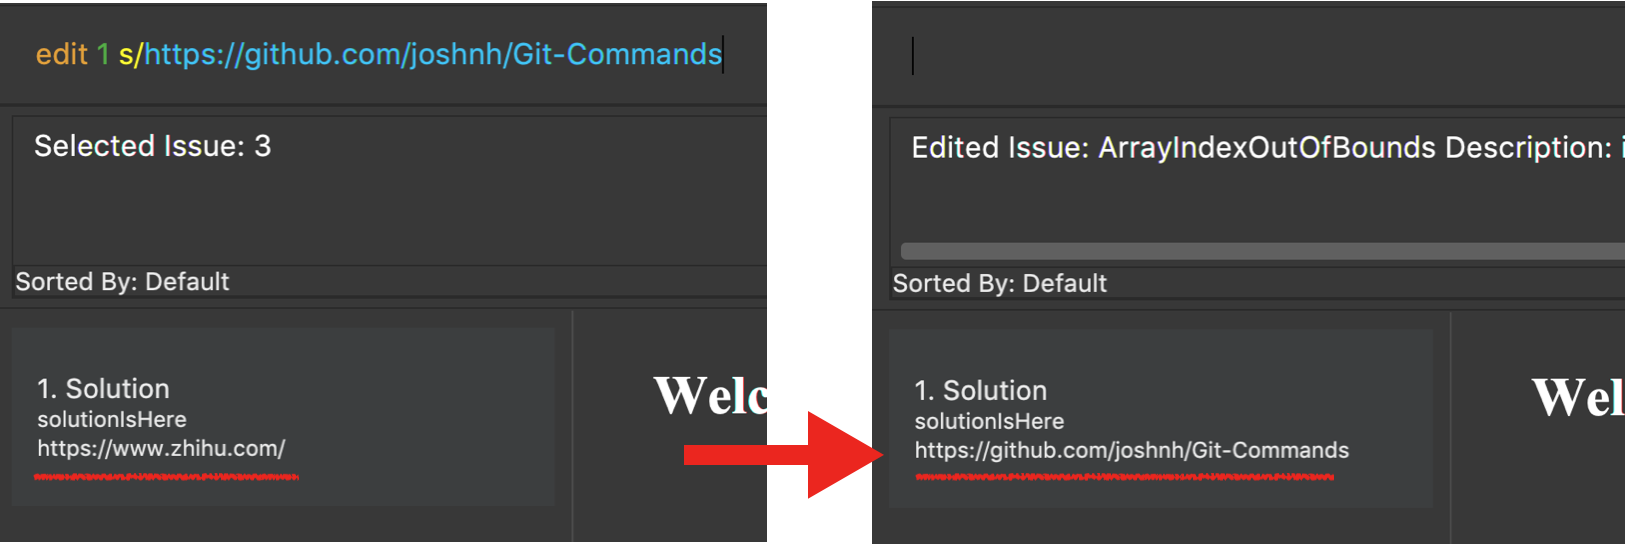 edit 1 s/https://github.com/joshnh/Git-Commands
Selected Issue: 3
Sorted By: Default
1. Solution
solutionIsHere
https://www.zhihu.com/
Welc
Edited Issue: ArrayIndexOutOfBounds Description: i
Sorted By: Default
1. Solution
solutionIsHere
https://github.com/joshnh/Git-Commands
Wel